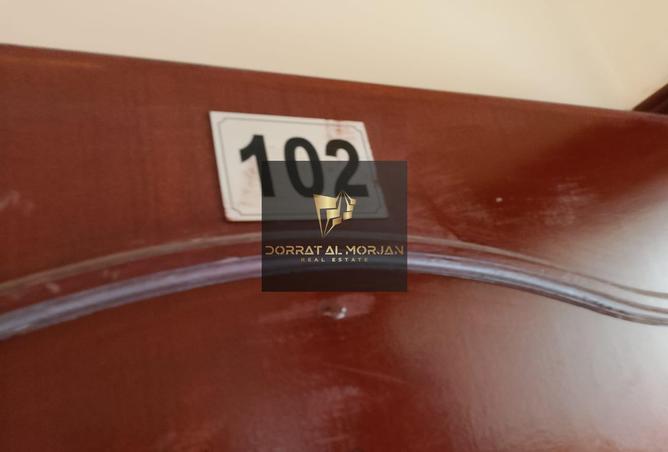 102
DORRAT AL MORJAN
REAL ESTATE